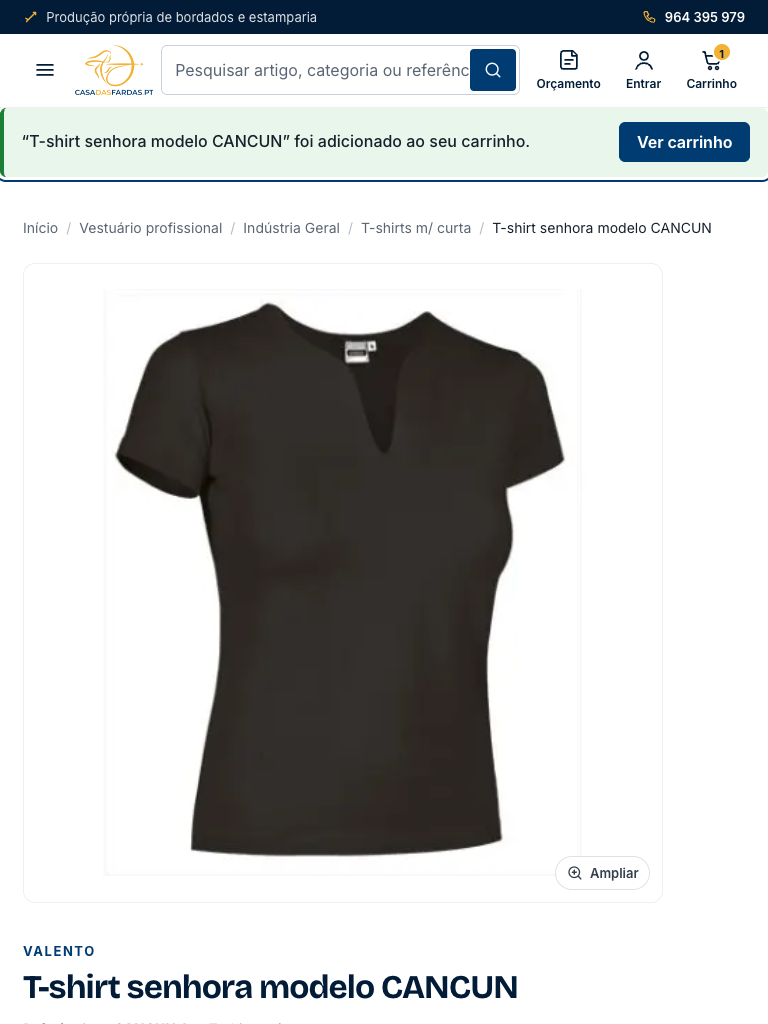 Produção própria de bordados e estamparia
964 395 979
CASADASFARDAS.PT
Pesquisar artigo, categoria ou referênc
Orçamento
Entrar
1
Carrinho
“T-shirt senhora modelo CANCUN” foi adicionado ao seu carrinho.
Ver carrinho
Início / Vestuário profissional / Indústria Geral / T-shirts m/ curta / T-shirt senhora modelo CANCUN
Ampliar
VALENTO
T-shirt senhora modelo CANCUN